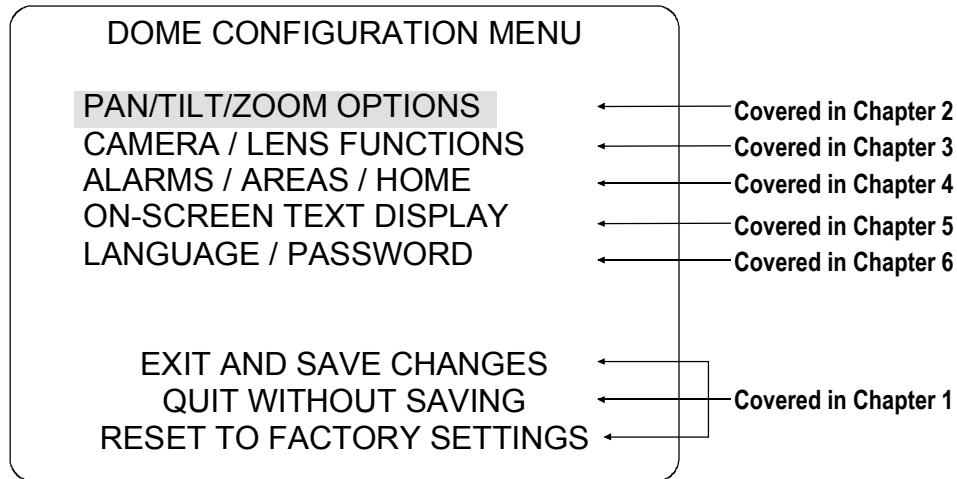 DOME CONFIGURATION MENU
PAN/TILT/ZOOM OPTIONS
Covered in Chapter 2
CAMERA / LENS FUNCTIONS
Covered in Chapter 3
ALARMS / AREAS / HOME
Covered in Chapter 4
ON-SCREEN TEXT DISPLAY
Covered in Chapter 5
LANGUAGE / PASSWORD
Covered in Chapter 6
EXIT AND SAVE CHANGES
QUIT WITHOUT SAVING
Covered in Chapter 1
RESET TO FACTORY SETTINGS